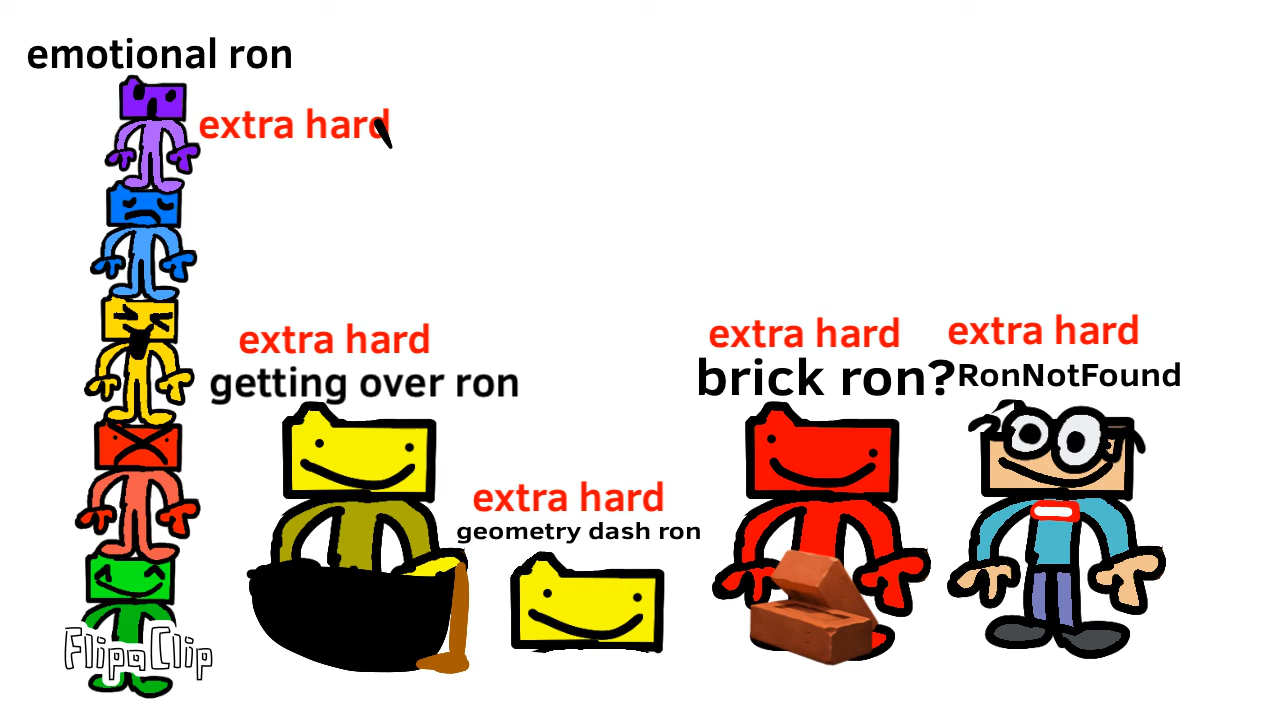 emotional ron
extra hard
extra hard
getting over ron
extra hard
geometry dash ron
extra hard
brick ron?
extra hard
RonNotFound
FlipaClip